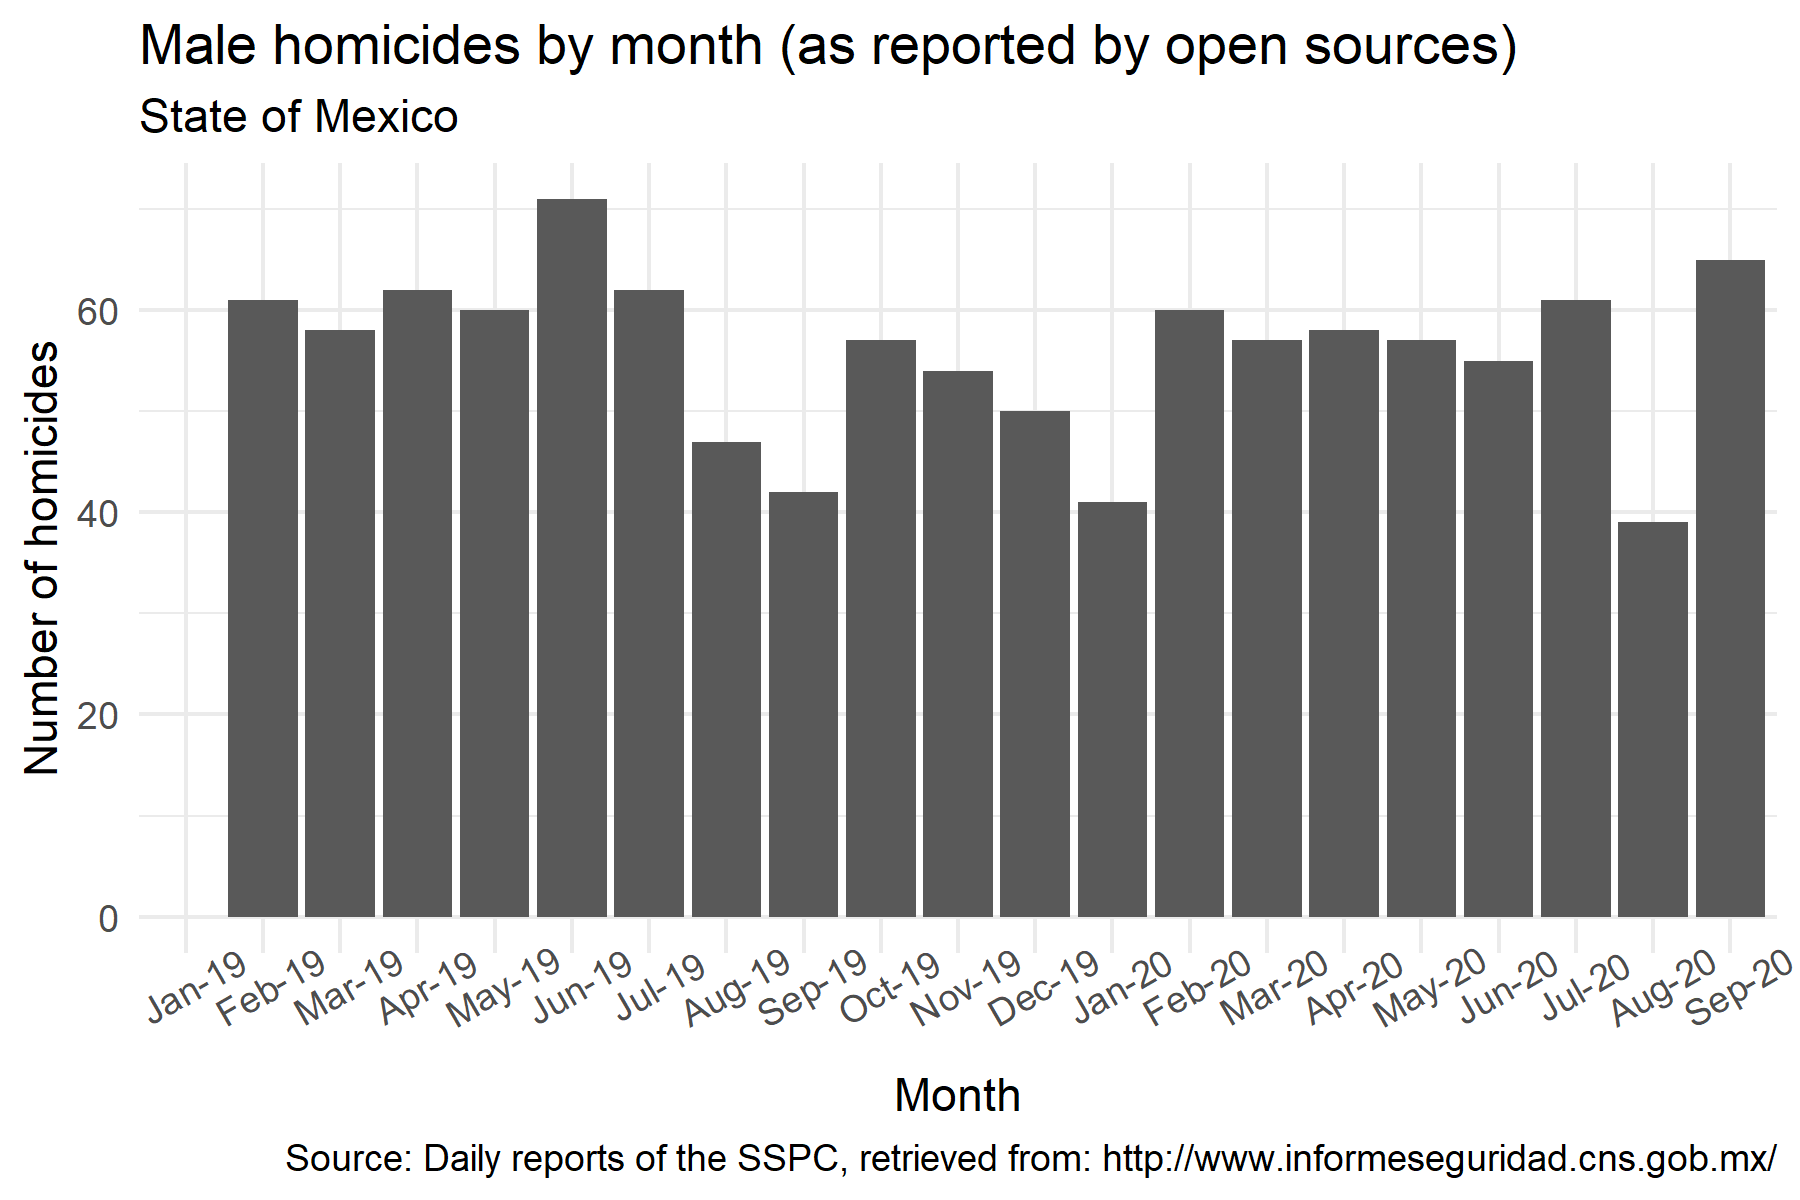 Male homicides by month (as reported by open sources)
State of Mexico
Number of homicides
60
40
20
0
Jan-19
Feb-19
Mar-19
Apr-19
May-19
Jun-19
Jul-19
Aug-19
Sep-19
Oct-19
Nov-19
Dec-19
Jan-20
Feb-20
Mar-20
Apr-20
May-20
Jun-20
Jul-20
Aug-20
Sep-20
Month
Source: Daily reports of the SSPC, retrieved from: http://www.informeseguridad.cns.gob.mx/